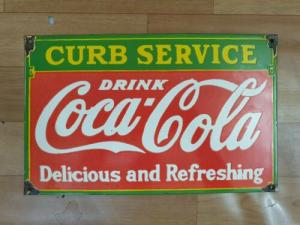 CURB SERVICE
DRINK
Coca-Cola
Delicious and Refreshing